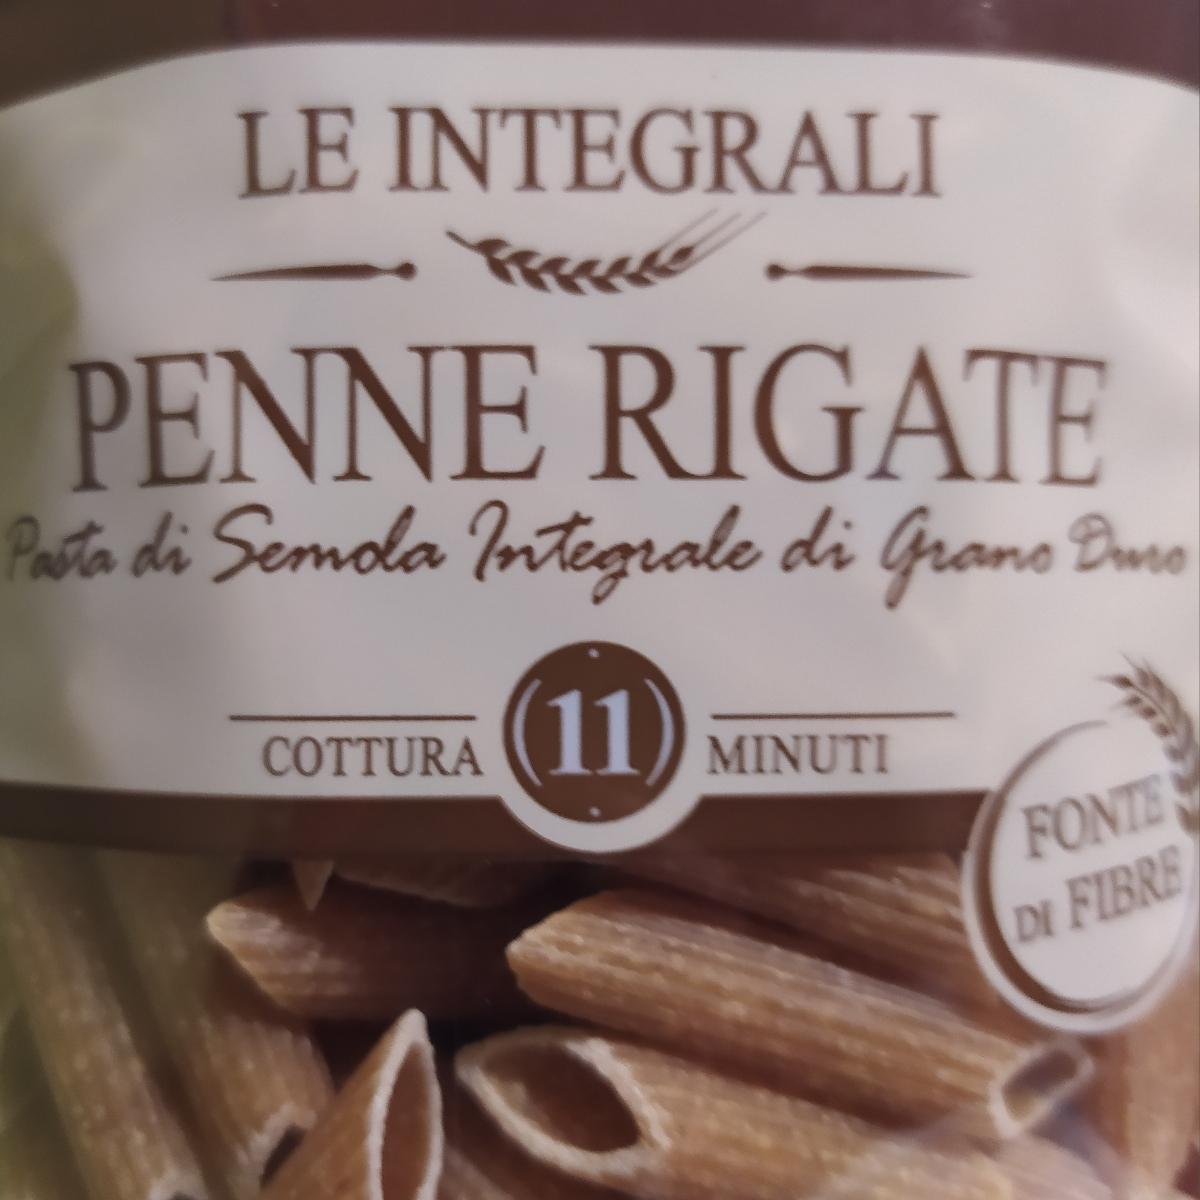 LE INTEGRALI
PENNE RIGATE
Pasta di Semola Integrale di Grano Duro
COTTURA 11 MINUTI
FONTE
DI FIBRE